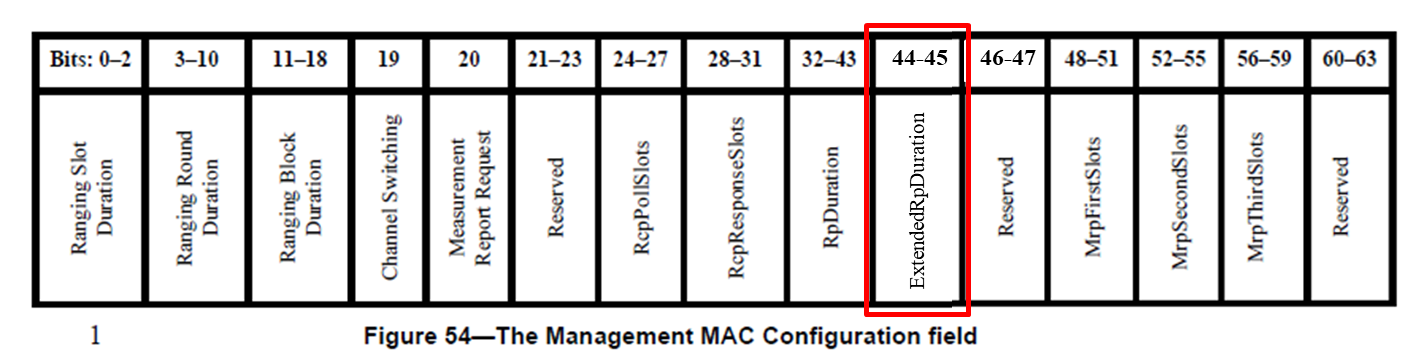 Bits: 0–2 3–10 11–18 19 20 21–23 24–27 28–31 32–43 44-45 46-47 48–51 52–55 56–59 60–63
Ranging Slot
Duration
Ranging Round
Duration
Ranging Block
Duration
Channel Switching
Measurement
Report Request
Reserved
RcpPollSlots
RcpResponseSlots
RpDuration
ExtendedRpDuration
Reserved
MrpFirstSlots
MrpSecondSlots
MrpThirdSlots
Reserved
1 Figure 54—The Management MAC Configuration field